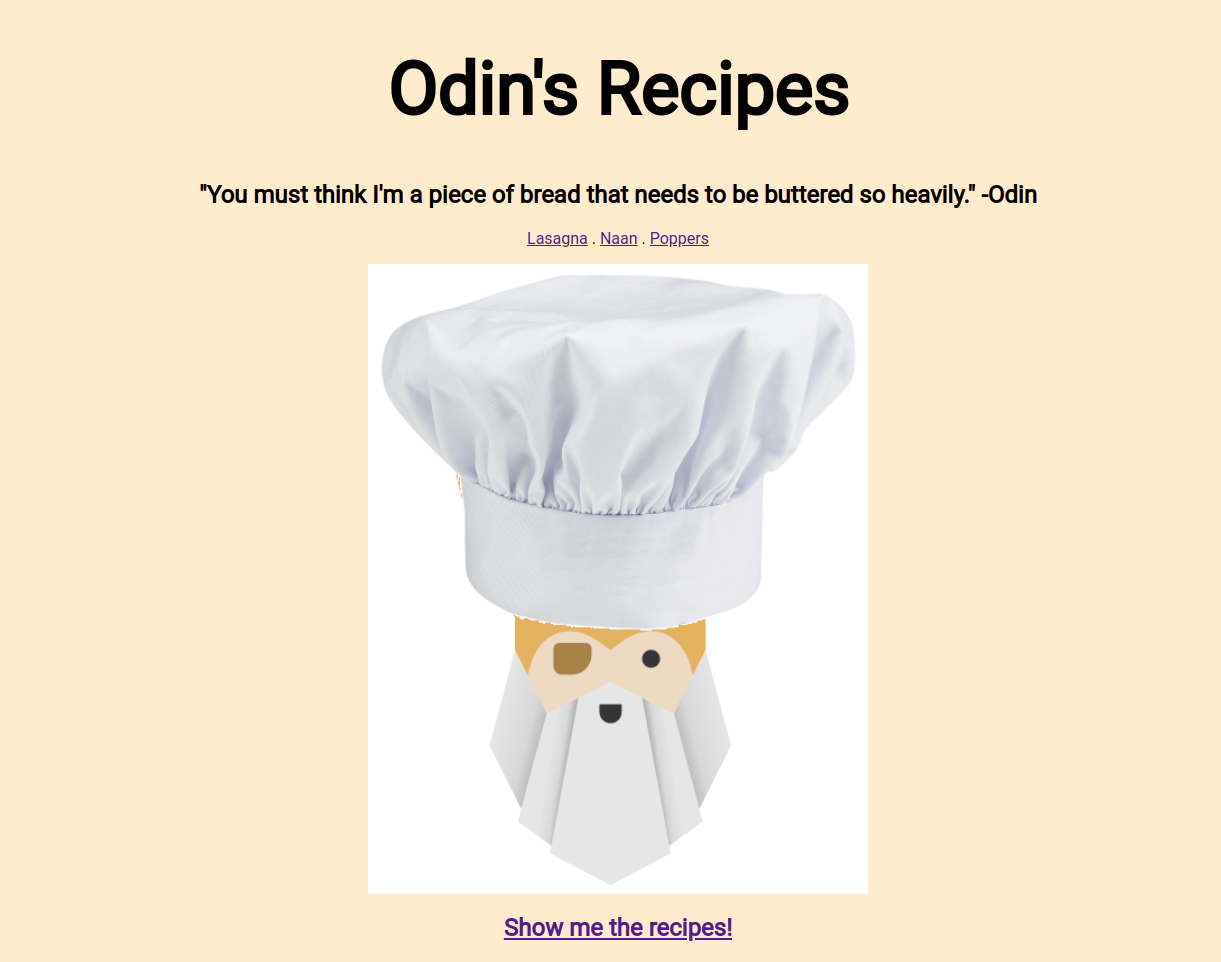 Odin's Recipes
"You must think I'm a piece of bread that needs to be buttered so heavily." -Odin
Lasagna . Naan . Poppers
Show me the recipes!